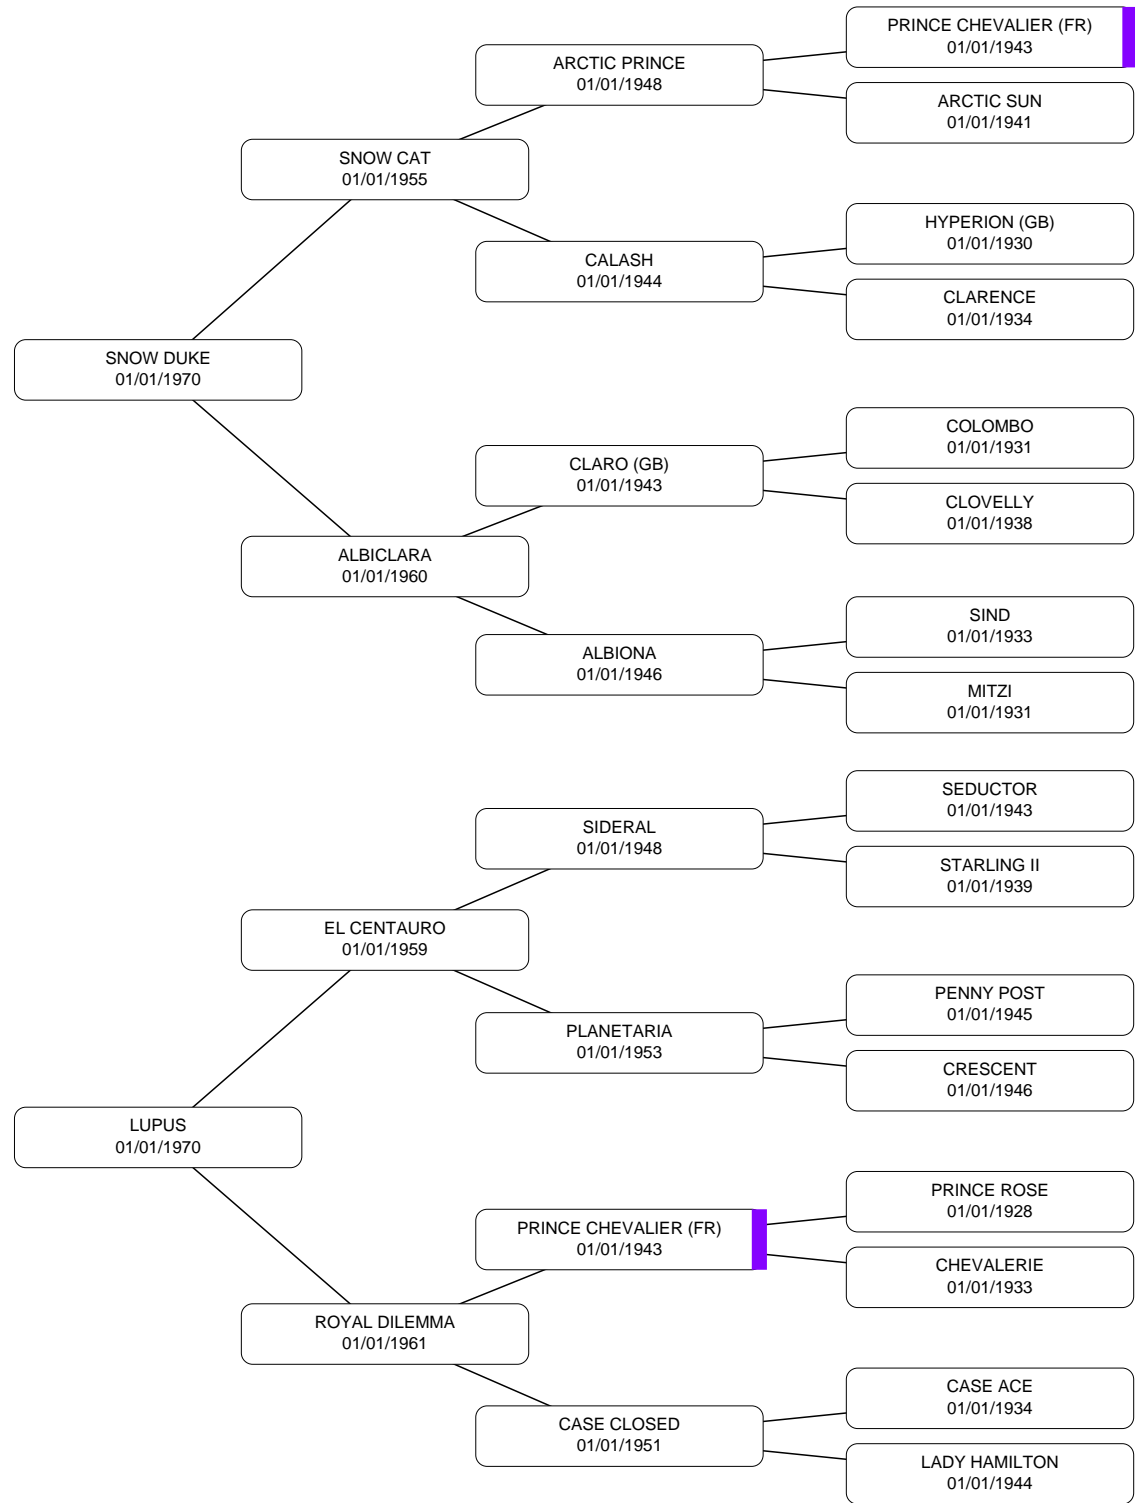 PRINCE CHEVALIER (FR)
01/01/1943
ARCTIC PRINCE
01/01/1948
ARCTIC SUN
01/01/1941
SNOW CAT
01/01/1955
HYPERION (GB)
01/01/1930
CALASH
01/01/1944
CLARENCE
01/01/1934
SNOW DUKE
01/01/1970
COLOMBO
01/01/1931
CLARO (GB)
01/01/1943
CLOVELLY
01/01/1938
ALBICLARA
01/01/1960
SIND
01/01/1933
ALBIONA
01/01/1946
MITZI
01/01/1931
SEDUCTOR
01/01/1943
SIDERAL
01/01/1948
STARLING II
01/01/1939
EL CENTAURO
01/01/1959
PENNY POST
01/01/1945
PLANETARIA
01/01/1953
CRESCENT
01/01/1946
LUPUS
01/01/1970
PRINCE ROSE
01/01/1928
PRINCE CHEVALIER (FR)
01/01/1943
CHEVALERIE
01/01/1933
ROYAL DILEMMA
01/01/1961
CASE ACE
01/01/1934
CASE CLOSED
01/01/1951
LADY HAMILTON
01/01/1944